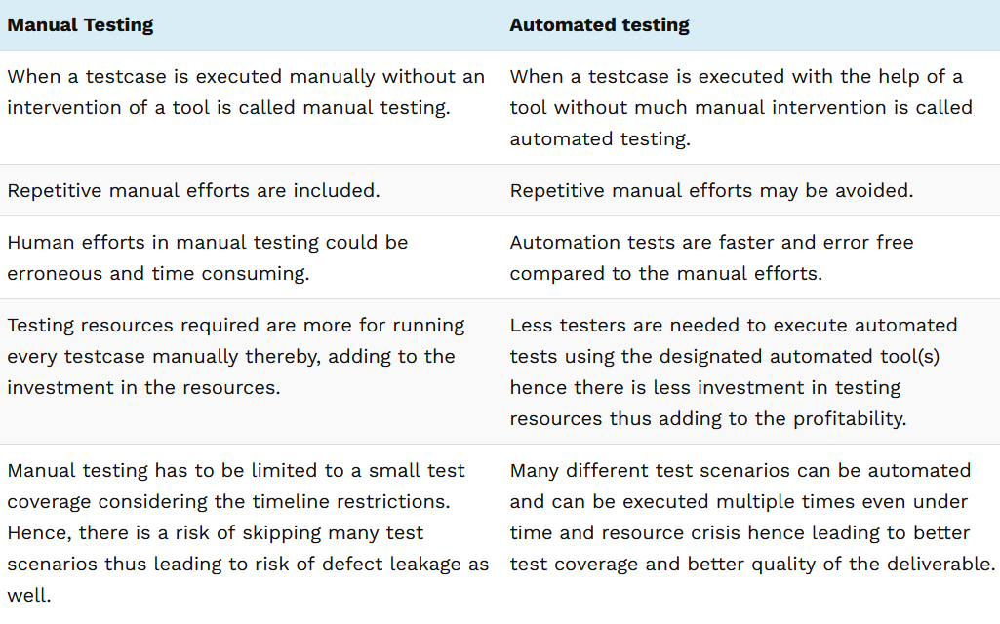 Manual Testing
Automated testing
When a testcase is executed manually without an
intervention of a tool is called manual testing.
When a testcase is executed with the help of a
tool without much manual intervention is called
automated testing.
Repetitive manual efforts are included.
Repetitive manual efforts may be avoided.
Human efforts in manual testing could be
erroneous and time consuming.
Automation tests are faster and error free
compared to the manual efforts.
Testing resources required are more for running
every testcase manually thereby, adding to the
investment in the resources.
Less testers are needed to execute automated
tests using the designated automated tool(s)
hence there is less investment in testing
resources thus adding to the profitability.
Manual testing has to be limited to a small test
coverage considering the timeline restrictions.
Hence, there is a risk of skipping many test
scenarios thus leading to risk of defect leakage as
well.
Many different test scenarios can be automated
and can be executed multiple times even under
time and resource crisis hence leading to better
test coverage and better quality of the deliverable.